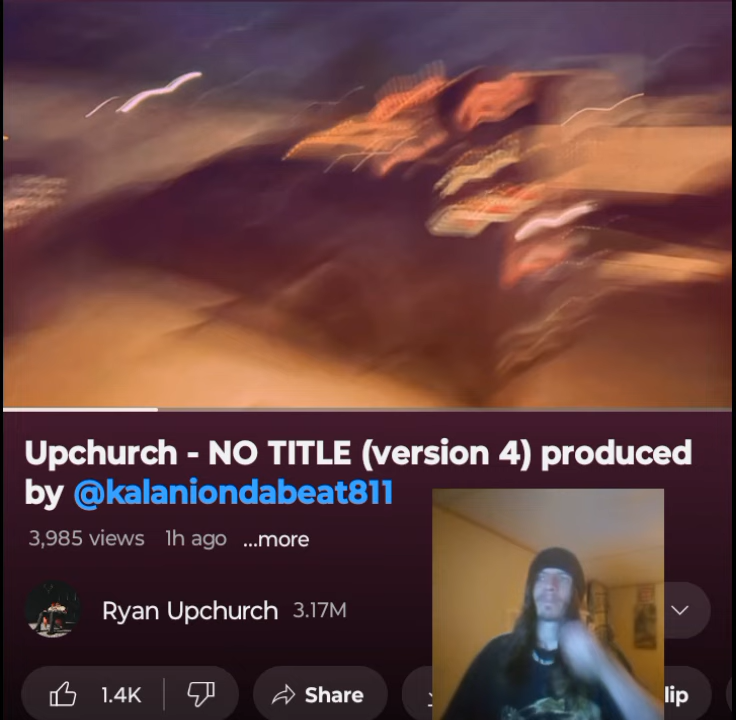 Upchurch - NO TITLE (version 4) produced
by @kalaniondabeat811
3,985 views 1h ago ...more
Ryan Upchurch 3.17M
1.4K Share lip